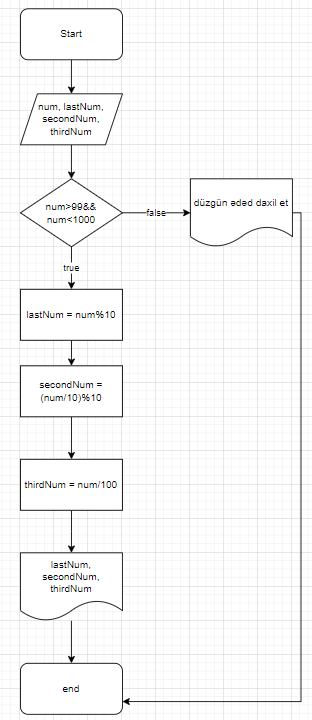 Start
num, lastNum,
secondNum,
thirdNum
num>99&&
num<1000
false
düzgün ədəd daxil et
true
lastNum = num%10
secondNum =
(num/10)%10
thirdNum = num/100
lastNum,
secondNum,
thirdNum
end